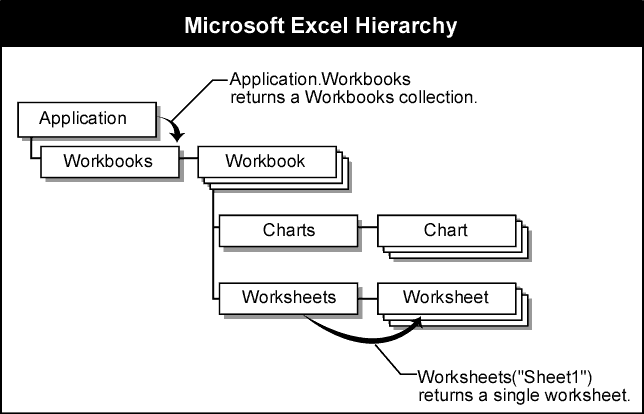 Microsoft Excel Hierarchy
Application.Workbooks
returns a Workbooks collection.
Application
Workbooks
Workbook
Charts
Chart
Worksheets
Worksheet
Worksheets("Sheet1")
returns a single worksheet.